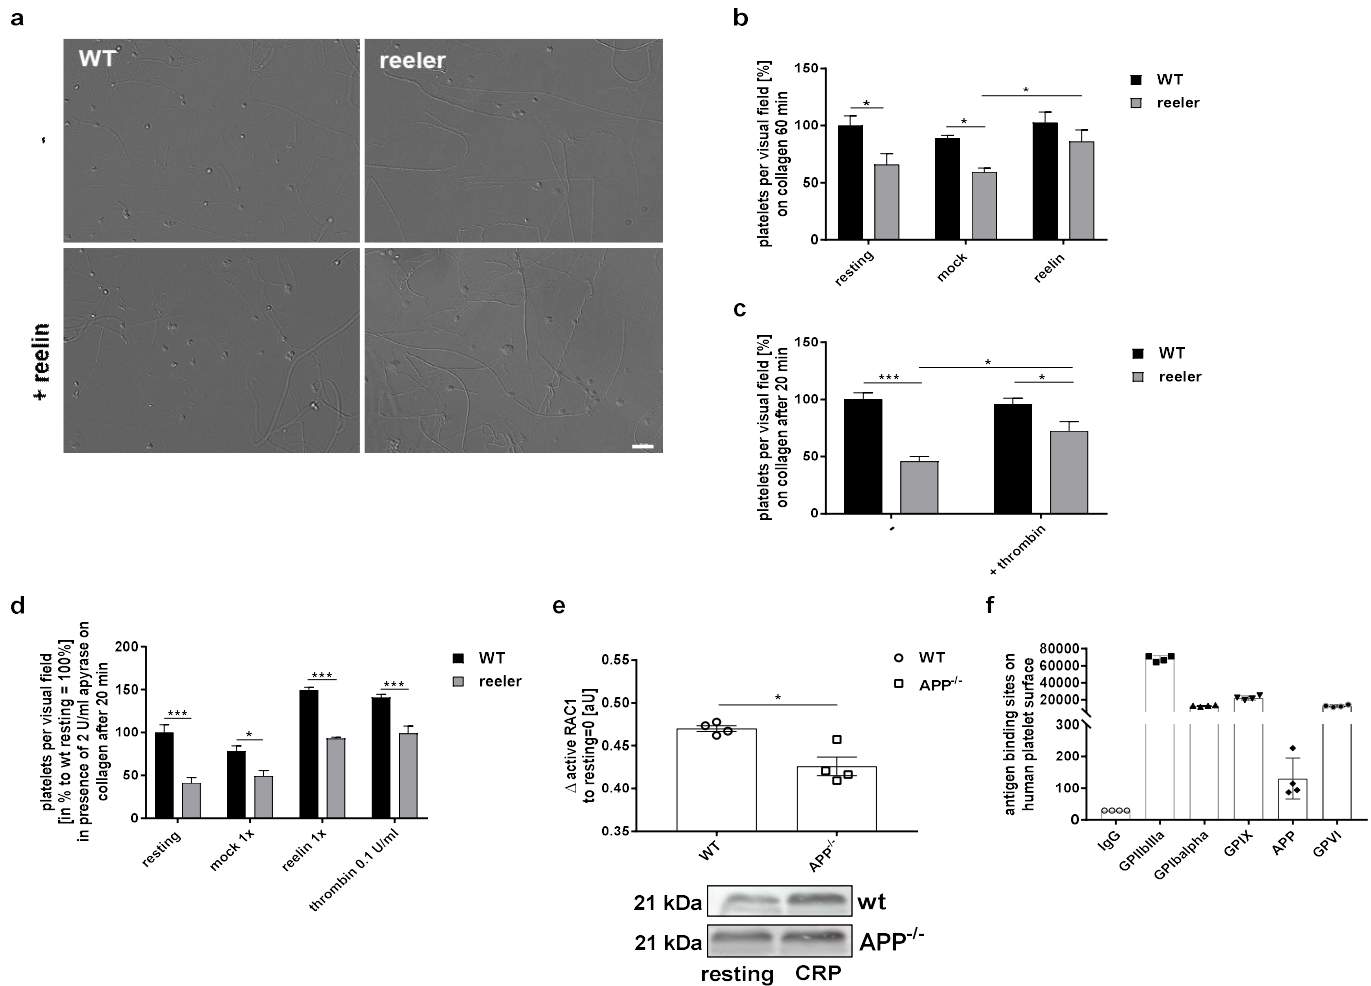 a
WT
reeler
-
+ reelin
b
platelets per visual field [%]
on collagen 60 min
150
100
50
0
*
*
*
resting
mock
reelin
WT
reeler
c
platelets per visual field [%]
on collagen after 20 min
150
100
50
0
***
*
*
-
+ thrombin
WT
reeler
d
platelets per visual field
[in % to wt resting = 100%]
in presence of 2 U/ml apyrase on
collagen after 20 min
200
150
100
50
0
***
*
***
***
resting
mock 1x
reelin 1x
thrombin 0.1 U/ml
WT
reeler
e
Δ active RAC1
to resting=0 [aU]
0.55
0.50
0.45
0.40
0.35
*
WT
APP-/-
WT
APP-/-
21 kDa
wt
21 kDa
APP-/-
resting
CRP
f
antigen binding sites on
human platelet surface
80000
60000
40000
20000
300
200
100
0
IgG
GPIIbIIIa
GPIbalpha
GPIX
APP
GPVI